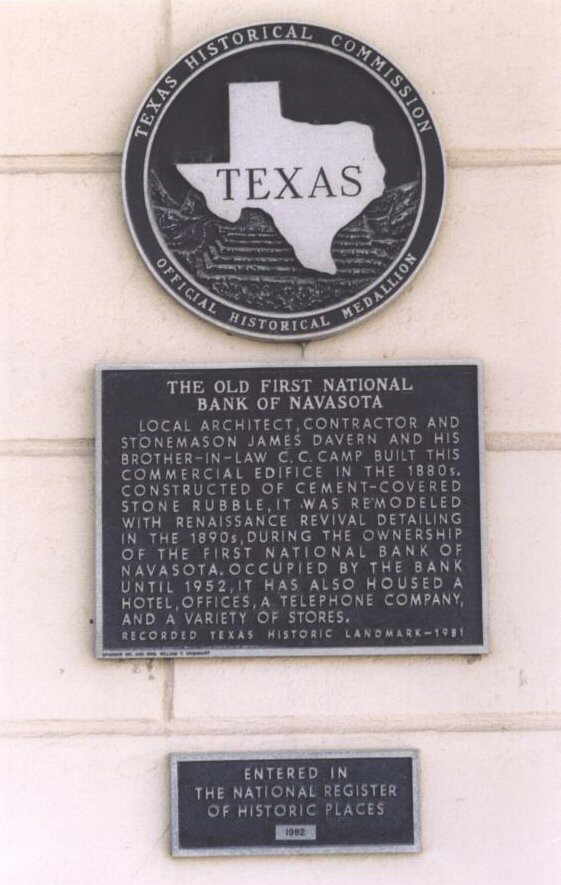 TEXAS HISTORICAL COMMISSION
TEXAS
OFFICIAL HISTORICAL MEDALLION
THE OLD FIRST NATIONAL
BANK OF NAVASOTA
LOCAL ARCHITECT, CONTRACTOR AND
STONEMASON JAMES DAVERN AND HIS
BROTHER-IN-LAW C. C. CAMP BUILT THIS
COMMERCIAL EDIFICE IN THE 1880s.
CONSTRUCTED OF CEMENT-COVERED
STONE RUBBLE, IT WAS REMODELED
WITH RENAISSANCE REVIVAL DETAILING
IN THE 1890s, DURING THE OWNERSHIP
OF THE FIRST NATIONAL BANK OF
NAVASOTA. OCCUPIED BY THE BANK
UNTIL 1952, IT HAS ALSO HOUSED A
HOTEL, OFFICES, A TELEPHONE COMPANY,
AND A VARIETY OF STORES.
RECORDED TEXAS HISTORIC LANDMARK-1981
MR. AND MRS. WILLIAM T.
ENTERED IN
THE NATIONAL REGISTER
OF HISTORIC PLACES
1982